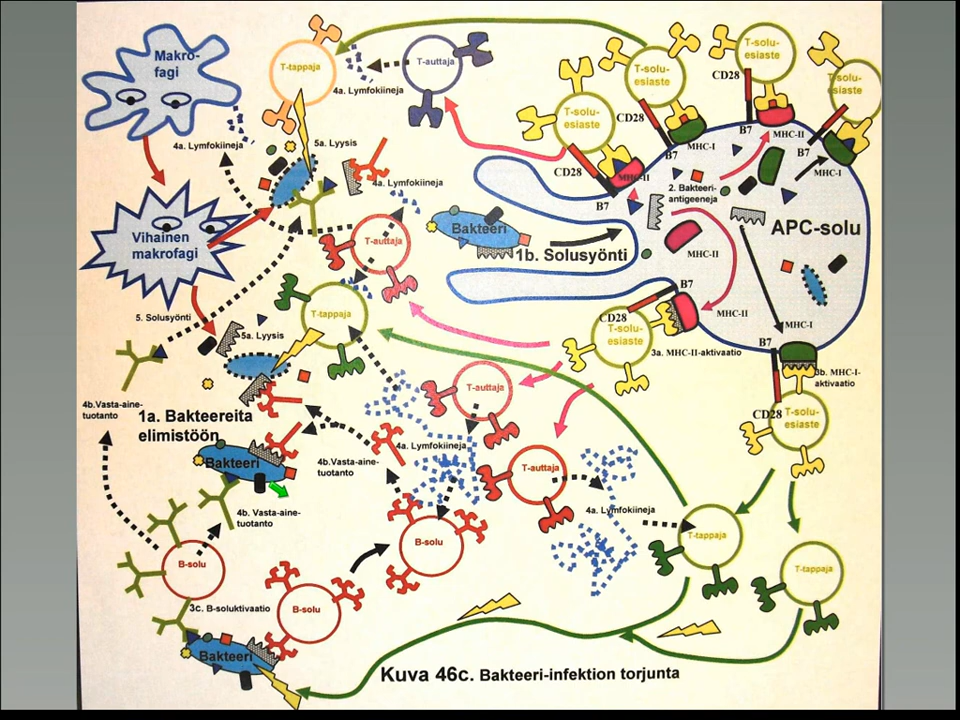 Makro-
fagi
T-tappaja
T-auttaja
4a. Lymfokiineja
T-solu-
esiaste
T-solu-
esiaste
T-solu-
esiaste
T-solu-
esiaste
CD28
CD28
CD28
B7
B7
B7
B7
MHC-I
MHC-II
MHC-II
MHC-I
4a. Lymfokiineja
5a. Lyysis
4a. Lymfokiineja
2. Bakteeri-
antigeeneja
APC-solu
Vihainen
makrofagi
T-auttaja
Bakteeri
1b. Solusyönti
MHC-II
5. Solusyönti
T-tappaja
5a. Lyysis
B7
CD28
T-solu-
esiaste
MHC-II
3a. MHC-II-aktivaatio
MHC-I
B7
3b. MHC-I-
aktivaatio
CD28
T-solu-
esiaste
T-auttaja
4b.Vasta-aine-
tuotanto
1a. Bakteereita
elimistöön
Bakteeri
4b.Vasta-aine-
tuotanto
4a. Lymfokiineja
T-auttaja
4b. Vasta-aine-
tuotanto
4a. Lymfokiineja
B-solu
T-tappaja
T-tappaja
B-solu
3c. B-soluktivaatio
B-solu
Bakteeri
Kuva 46c. Bakteeri-infektion torjunta